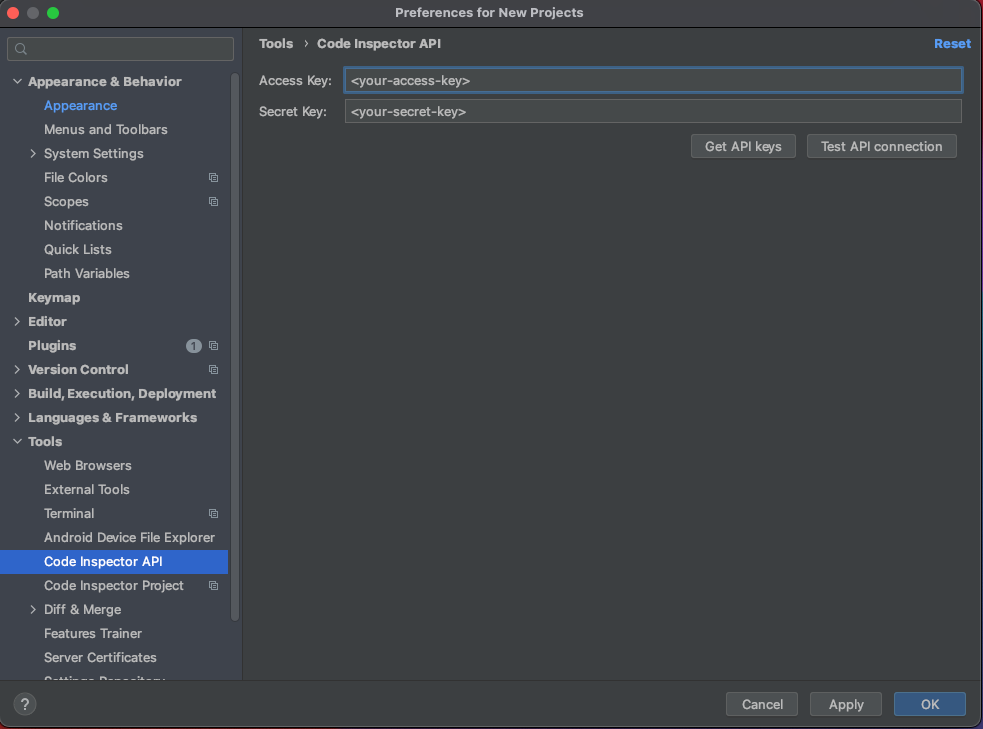 Preferences for New Projects
Tools › Code Inspector API
Reset
Access Key: <your-access-key>
Secret Key: <your-secret-key>
Get API keys
Test API connection
Appearance & Behavior
Appearance
Menus and Toolbars
System Settings
File Colors
Scopes
Notifications
Quick Lists
Path Variables
Keymap
Editor
Plugins 1
Version Control
Build, Execution, Deployment
Languages & Frameworks
Tools
Web Browsers
External Tools
Terminal
Android Device File Explorer
Code Inspector API
Code Inspector Project
Diff & Merge
Features Trainer
Server Certificates
Settings Repository
?
Cancel
Apply
OK